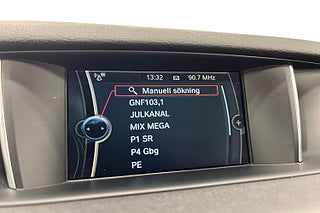 13:32 90.7 MHz
Manuell sökning
GNF103,1
JULKANAL
MIX MEGA
P1 SR
P4 Gbg
PE